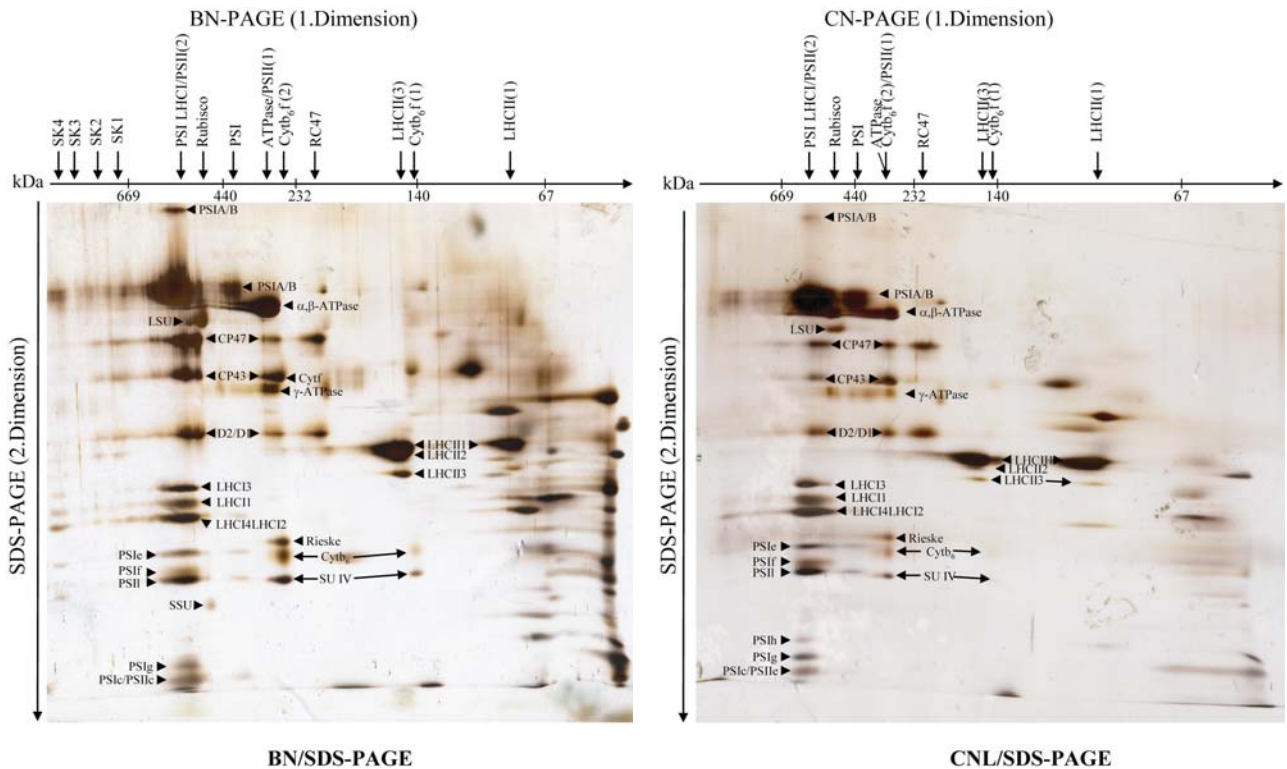 BN-PAGE (1.Dimension)
CN-PAGE (1.Dimension)
SK4
SK3
SK2
SK1
PSI LHCI/PSII(2)
Rubisco
PSI
ATPase/PSII(1)
Cytb₆f (2)
RC47
LHCII(3)
Cytb₆f (1)
LHCII(1)
kDa
669
440
232
140
67
SDS-PAGE (2.Dimension)
PSIA/B
PSIA/B
α,β-ATPase
LSU
CP47
CP43
Cytf
γ-ATPase
D2/D1
LHCII1
LHCII2
LHCII3
LHCI3
LHCI1
LHCI4LHCI2
Rieske
PSIe
Cytb₆
PSIf
PSIl
SU IV
SSU
PSIg
PSIc/PSIIe
BN/SDS-PAGE
PSI LHCI/PSII(2)
Rubisco
PSI
ATPase
Cytb₆f (2)/PSII(1)
RC47
LHCII(3)
Cytb₆f (1)
LHCII(1)
kDa
669
440
232
140
67
SDS-PAGE (2.Dimension)
PSIA/B
PSIA/B
α,β-ATPase
LSU
CP47
CP43
γ-ATPase
D2/D1
LHCII2
LHCII3
LHCI3
LHCI1
LHCI4LHCI2
Rieske
PSIe
Cytb₆
PSIf
PSIl
SU IV
PSIh
PSIg
PSIc/PSIIe
CNL/SDS-PAGE